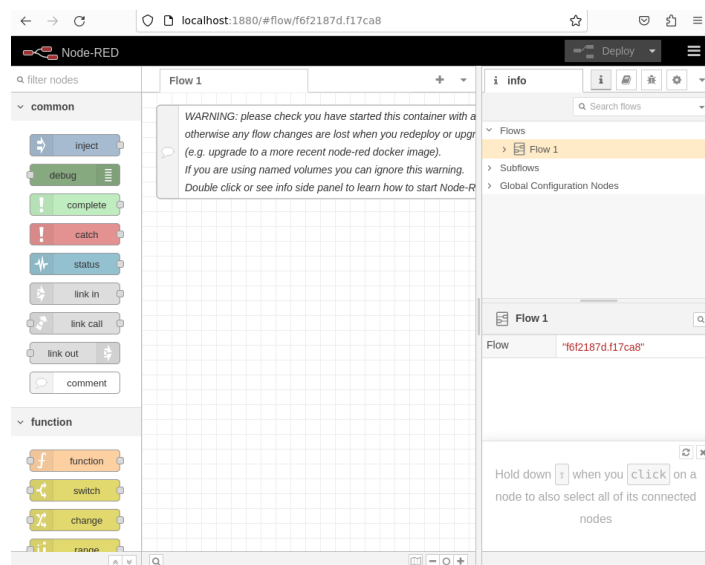 localhost:1880/#flow/f6f2187d.f17ca8
Node-RED
Deploy
filter nodes
Flow 1
i info
i
Search flows
common
inject
debug
complete
catch
status
link in
link call
link out
comment
function
function
switch
change
range
WARNING: please check you have started this container with a
otherwise any flow changes are lost when you redeploy or upgr
(e.g. upgrade to a more recent node-red docker image).
If you are using named volumes you can ignore this warning.
Double click or see info side panel to learn how to start Node-R
Flows
Flow 1
Subflows
Global Configuration Nodes
Flow 1
Flow "f6f2187d.f17ca8"
Hold down ⇧ when you click on a
node to also select all of its connected
nodes